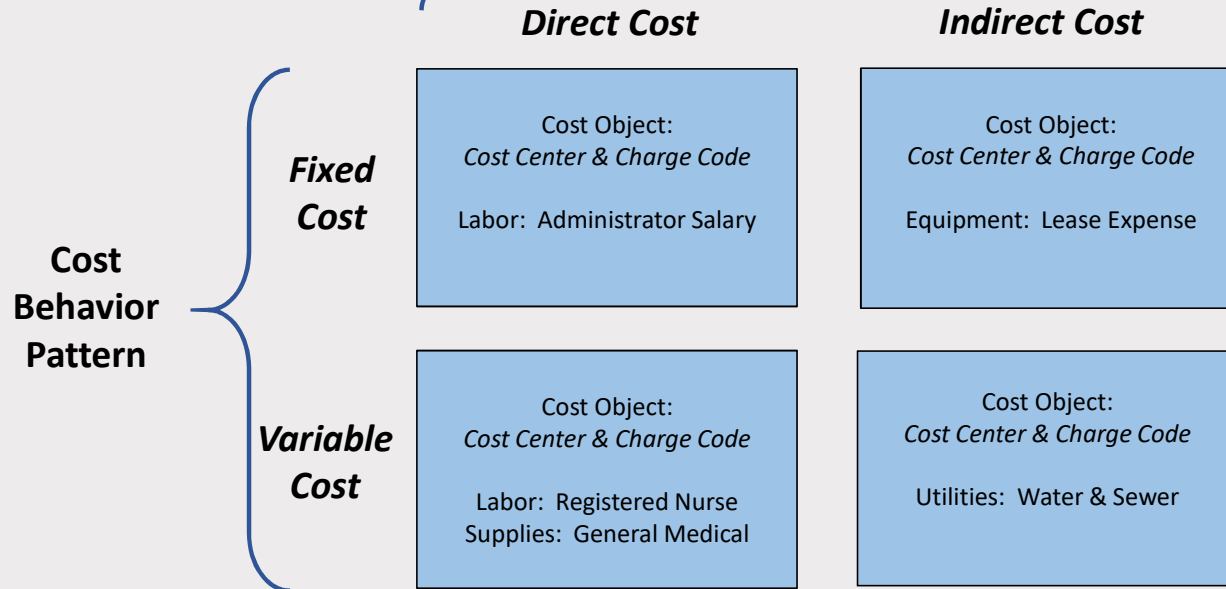 Direct Cost
Indirect Cost
Cost
Behavior
Pattern
Fixed
Cost
Cost Object:
Cost Center & Charge Code
Labor:  Administrator Salary
Cost Object:
Cost Center & Charge Code
Equipment:  Lease Expense
Variable
Cost
Cost Object:
Cost Center & Charge Code
Labor:  Registered Nurse
Supplies:  General Medical
Cost Object:
Cost Center & Charge Code
Utilities:  Water & Sewer